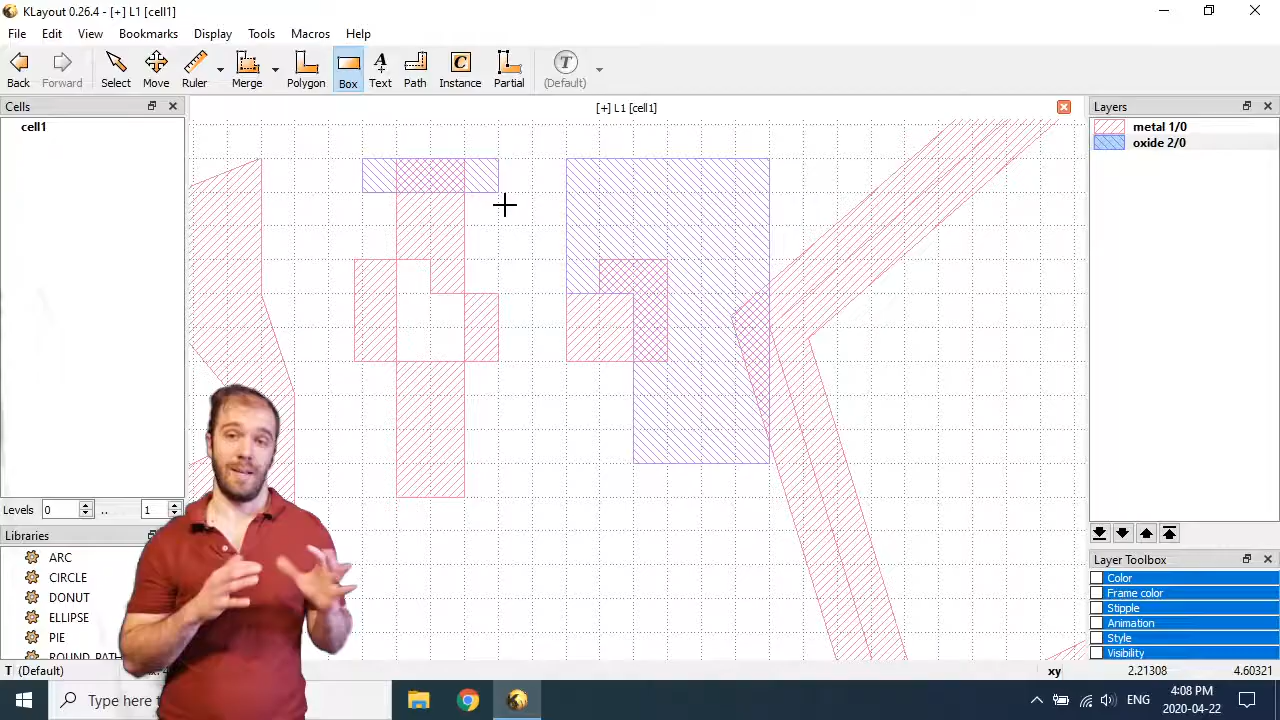 KLayout 0.26.4 - [+] L1 [cell1]
File Edit View Bookmarks Display Tools Macros Help
Back Forward Select Move Ruler Merge Polygon Box Text Path Instance Partial (Default)
Cells
[+] L1 [cell1]
Layers
cell1
metal 1/0
oxide 2/0
Levels 0 .. 1
Libraries
ARC
CIRCLE
DONUT
ELLIPSE
PIE
Layer Toolbox
Color
Frame color
Stipple
Animation
Style
Visibility
T (Default)
xy 2.21308 4.60321
Type here
ENG
4:08 PM
2020-04-22